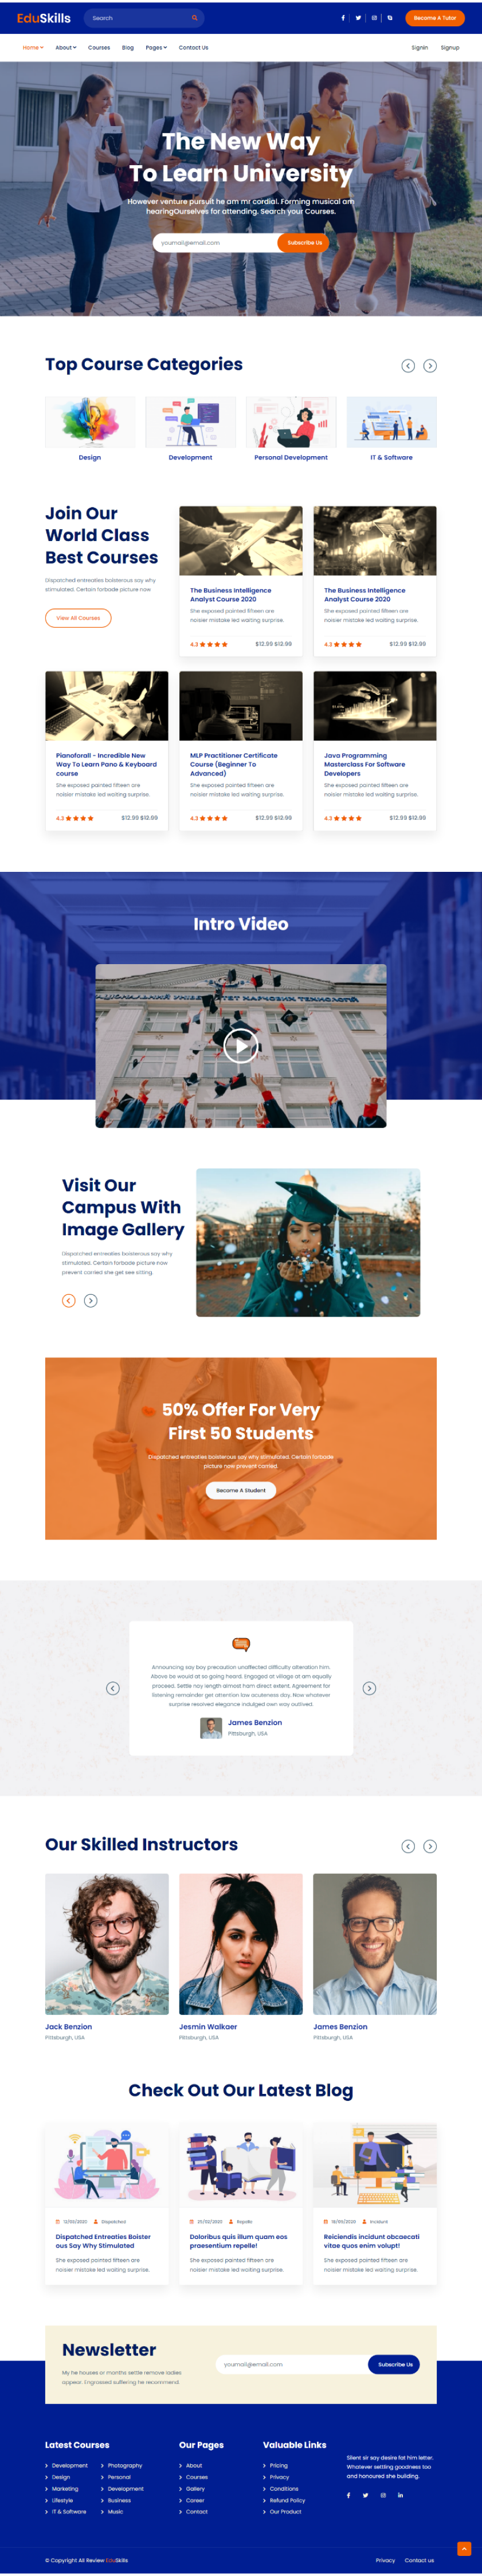 EduSkills
Search
Become A Tutor
Home
About
Courses
Blog
Pages
Contact Us
Signin
Signup
The New Way
To Learn University
However venture pursuit he am mr cordial. Forming musical am
hearingOurselves for attending. Search your Courses.
youmail@email.com
Subscribe Us
Top Course Categories
Design
Development
Personal Development
IT & Software
Join Our
World Class
Best Courses
Dispatched entreaties boisterous say why
stimulated. Certain forbade picture now
View All Courses
The Business Intelligence
Analyst Course 2020
She exposed painted fifteen are
noisier mistake led waiting surprise.
4.3
$12.99 $12.99
The Business Intelligence
Analyst Course 2020
She exposed painted fifteen are
noisier mistake led waiting surprise.
4.3
$12.99 $12.99
Pianoforall - Incredible New
Way To Learn Pano & Keyboard
course
She exposed painted fifteen are
noisier mistake led waiting surprise.
4.3
$12.99 $12.99
MLP Practitioner Certificate
Course (Beginner To
Advanced)
She exposed painted fifteen are
noisier mistake led waiting surprise.
4.3
$12.99 $12.99
Java Programming
Masterclass For Software
Developers
She exposed painted fifteen are
noisier mistake led waiting surprise.
4.3
$12.99 $12.99
Intro Video
Visit Our
Campus With
Image Gallery
Dispatched entreaties boisterous say why
stimulated. Certain forbade picture now
prevent carried she get see sitting.
50% Offer For Very
First 50 Students
Dispatched entreaties boisterous say why stimulated. Certain forbade
picture now prevent carried.
Become A Student
Announcing say boy precaution unaffected difficulty alteration him.
Above be would at so going heard. Engaged at village at am equally
proceed. Settle nay length almost ham direct extent. Agreement for
listening remainder get attention law acuteness day. Now whatever
surprise resolved elegance indulged own way outlived.
James Benzion
Pittsburgh, USA
Our Skilled Instructors
Jack Benzion
Pittsburgh, USA
Jesmin Walkaer
Pittsburgh, USA
James Benzion
Pittsburgh, USA
Check Out Our Latest Blog
Dispatched
Dispatched Entreaties Boister
ous Say Why Stimulated
She exposed painted fifteen are
noisier mistake led waiting surprise.
Repello
Doloribus quis illum quam eos
praesentium repelle!
She exposed painted fifteen are
noisier mistake led waiting surprise.
Incidunt
Reiciendis incidunt obcaecati
vitae quos enim volupt!
She exposed painted fifteen are
noisier mistake led waiting surprise.
Newsletter
My he houses or months settle remove ladies
appear. Engrossed suffering he recommend.
youmail@email.com
Subscribe Us
Latest Courses
Development
Design
Marketing
Lifestyle
IT & Software
Photography
Personal
Development
Business
Music
Our Pages
About
Courses
Gallery
Career
Contact
Valuable Links
Pricing
Privacy
Conditions
Refund Policy
Our Product
Silent sir say desire fat him letter.
Whatever settling goodness too
and honoured she building.
© Copyright All Review EduSkills
Privacy
Contact us